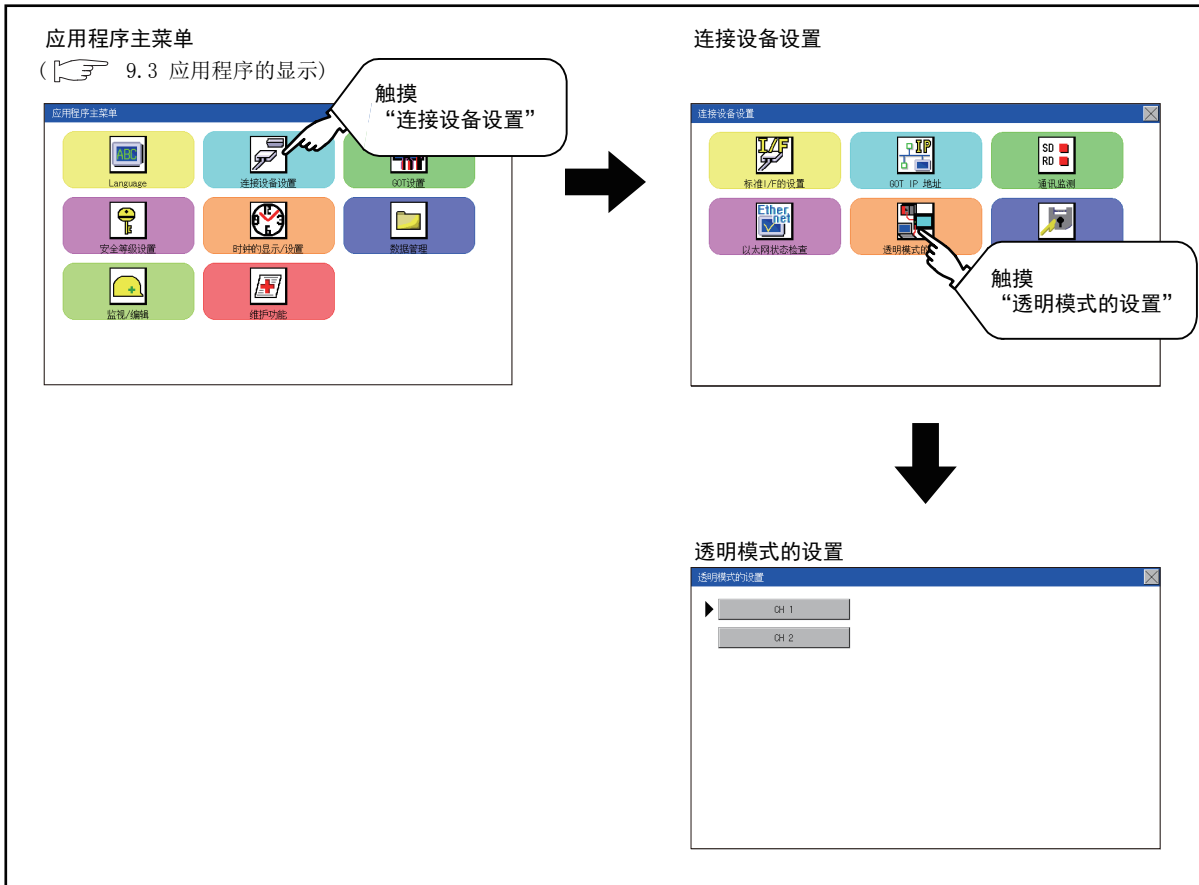 应用程序主菜单
( 9.3 应用程序的显示)
应用程序主菜单
触摸
“连接设备设置”
ABC
Language
连接设备设置
GOT设置
安全等级设置
时钟的显示/设置
数据管理
监视/编辑
维护功能
连接设备设置
连接设备设置
I/F
标准I/F的设置
IP
GOT IP 地址
SD
RD
通讯监测
Ether
net
以太网状态检查
透明模式的
触摸
“透明模式的设置”
透明模式的设置
透明模式的设置
CH 1
CH 2